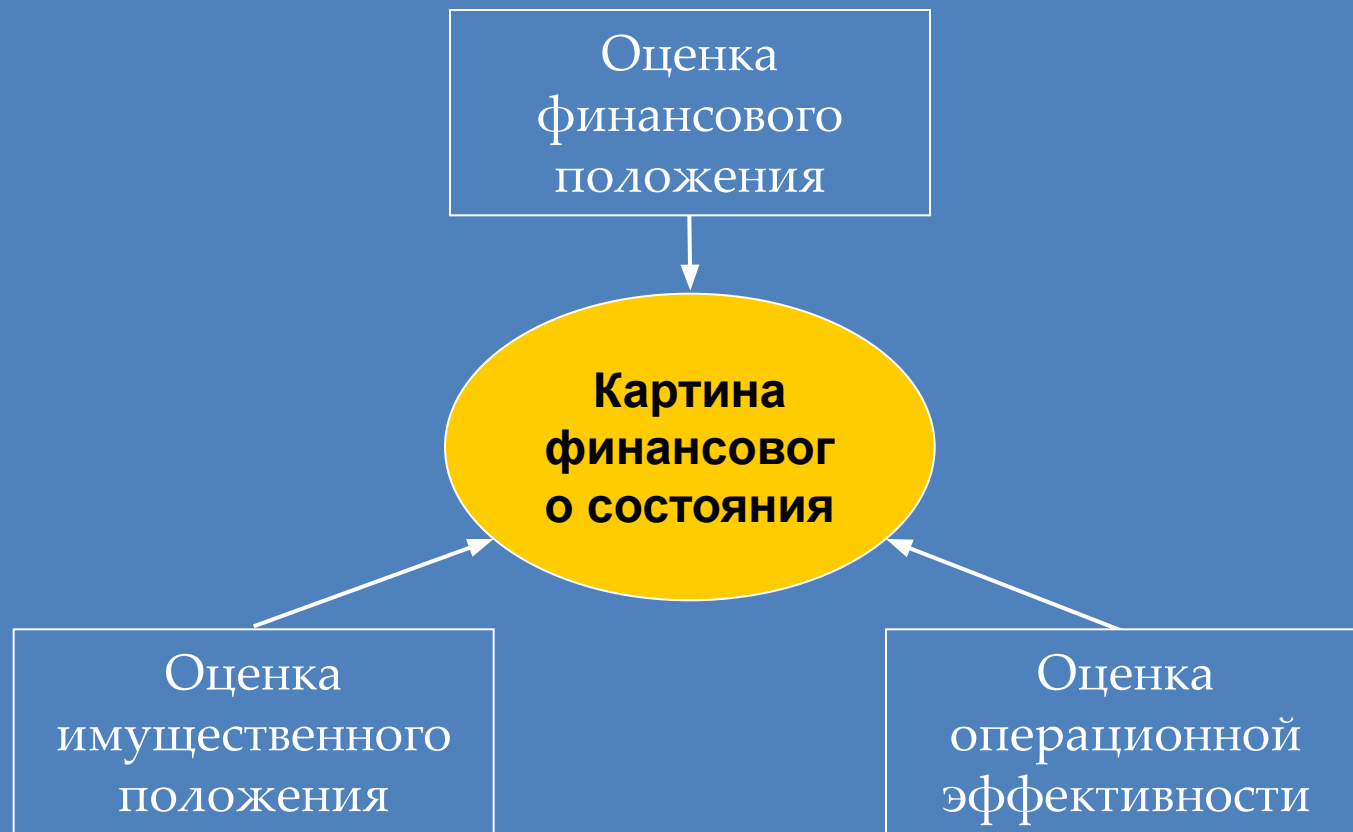 Оценка
финансового
положения
Картина
финансовог
о состояния
Оценка
имущественного
положения
Оценка
операционной
эффективности